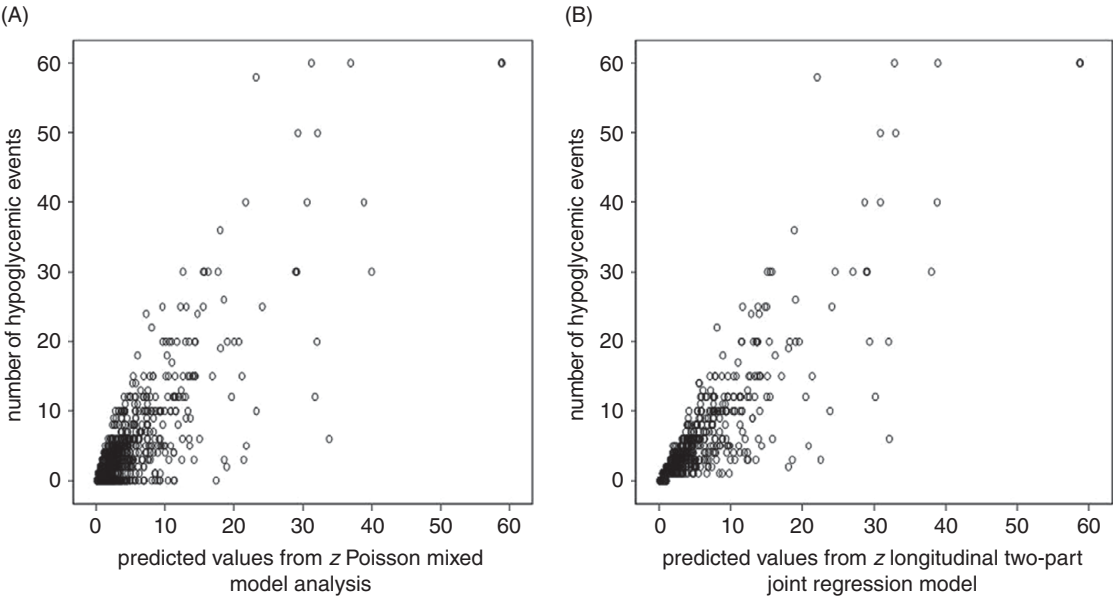 (A)
(B)
number of hypoglycemic events
60
50
40
30
20
10
0
0 10 20 30 40 50 60
predicted values from z Poisson mixed
model analysis
number of hypoglycemic events
60
50
40
30
20
10
0
0 10 20 30 40 50 60
predicted values from z longitudinal two-part
joint regression model